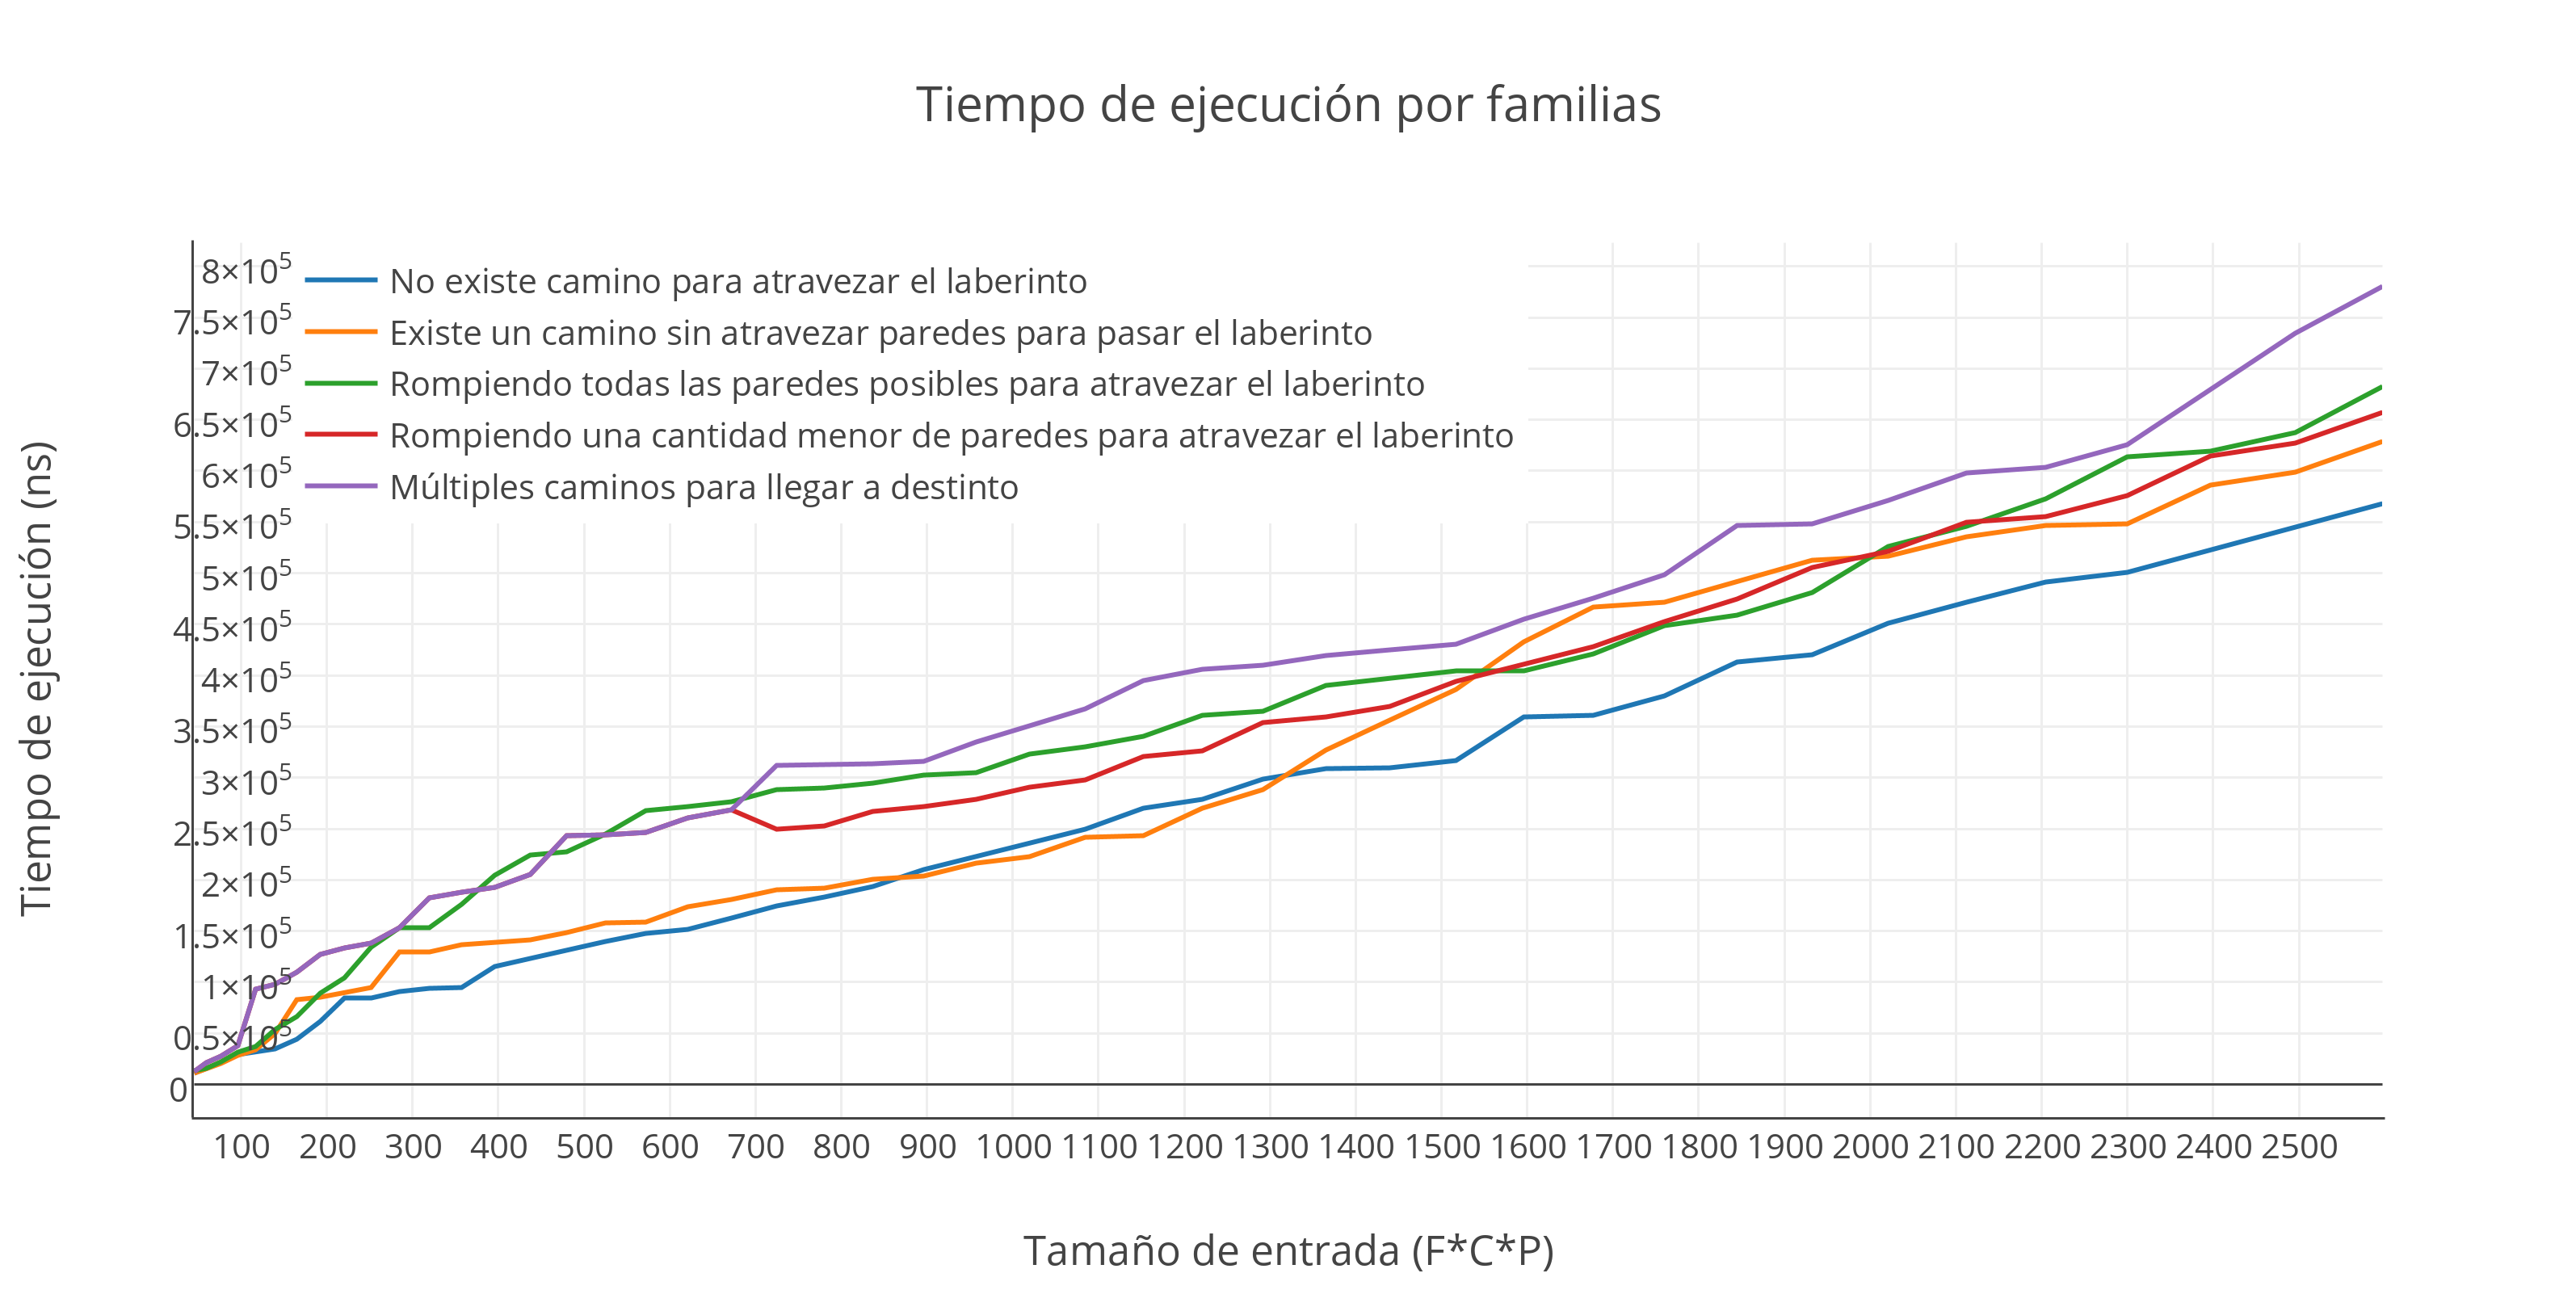 Tiempo de ejecución por familias
8×10⁵
7.5×10⁵
7×10⁵
6.5×10⁵
6×10⁵
5.5×10⁵
5×10⁵
4.5×10⁵
4×10⁵
3.5×10⁵
3×10⁵
2.5×10⁵
2×10⁵
1.5×10⁵
1×10⁵
0.5×10⁵
0
No existe camino para atravezar el laberinto
Existe un camino sin atravezar paredes para pasar el laberinto
Rompiendo todas las paredes posibles para atravezar el laberinto
Rompiendo una cantidad menor de paredes para atravezar el laberinto
Múltiples caminos para llegar a destinto
Tiempo de ejecución (ns)
100 200 300 400 500 600 700 800 900 1000 1100 1200 1300 1400 1500 1600 1700 1800 1900 2000 2100 2200 2300 2400 2500
Tamaño de entrada (F*C*P)